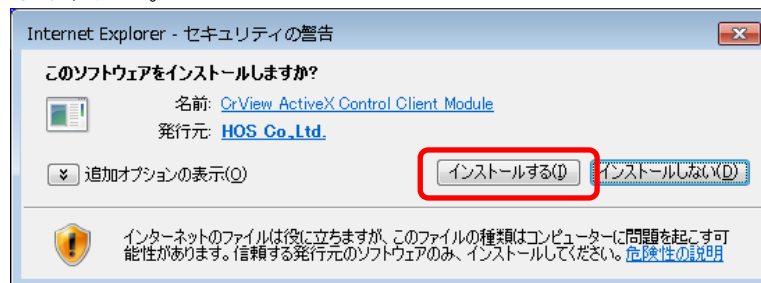 Internet Explorer - セキュリティの警告
このソフトウェアをインストールしますか?
名前: CrView ActiveX Control Client Module
発行元: HOS Co.,Ltd.
追加オプションの表示(O) インストールする(I) インストールしない(D)
インターネットのファイルは役に立ちますが、このファイルの種類はコンピューターに問題を起こす可
能性があります。信頼する発行元のソフトウェアのみ、インストールしてください。危険性の説明